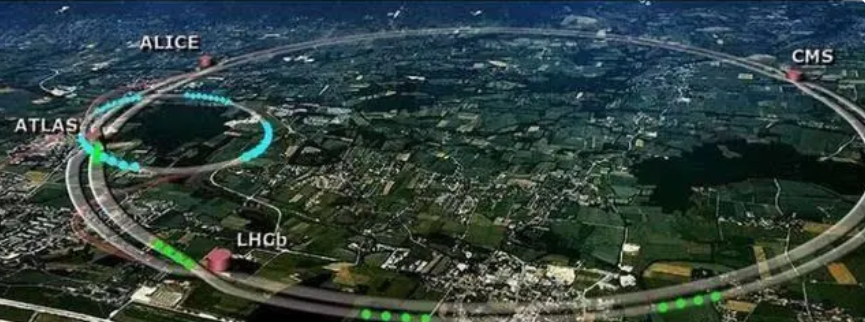 ALICE
CMS
ATLAS
LHCb